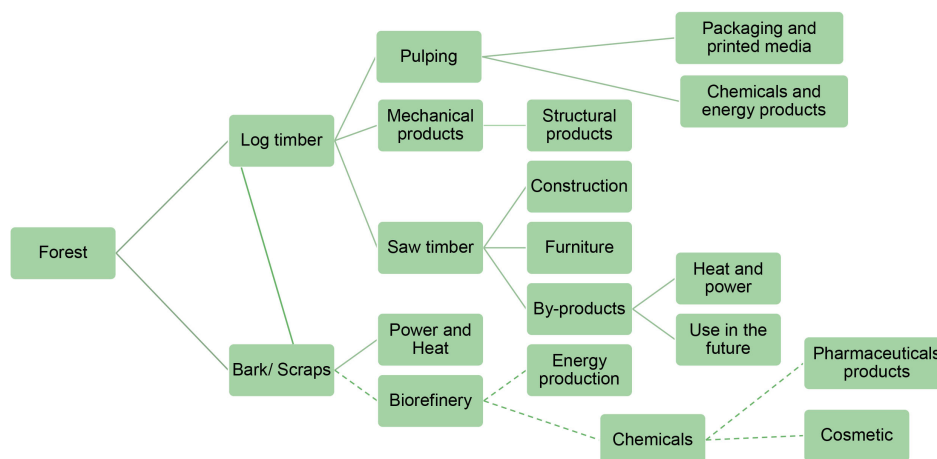 Packaging and
printed media
Pulping
Chemicals and
energy products
Log timber
Mechanical
products
Structural
products
Construction
Forest
Saw timber
Furniture
Heat and
power
By-products
Use in the
future
Bark/ Scraps
Power and
Heat
Energy
production
Pharmaceuticals
products
Biorefinery
Chemicals
Cosmetic